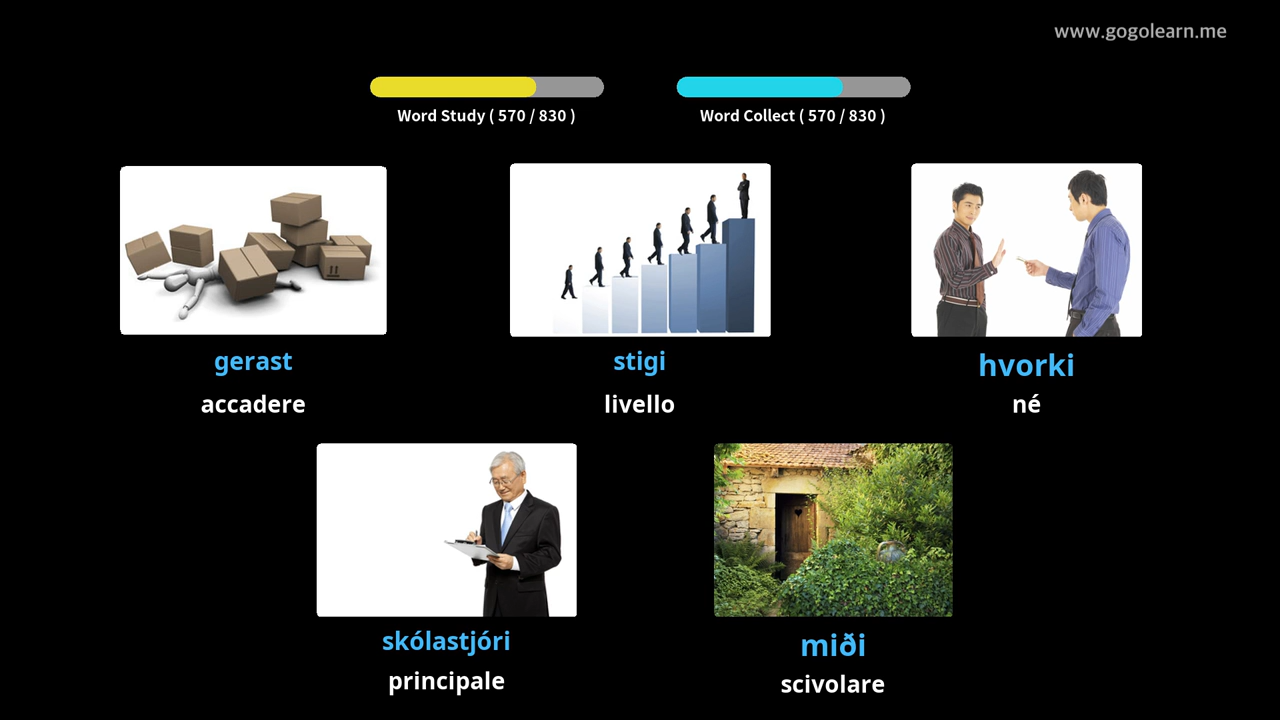 www.gogolearn.me
Word Study ( 570 / 830 )
Word Collect ( 570 / 830 )
gerast
stigi
hvorki
accadere
livello
né
skólastjóri
miði
principale
scivolare